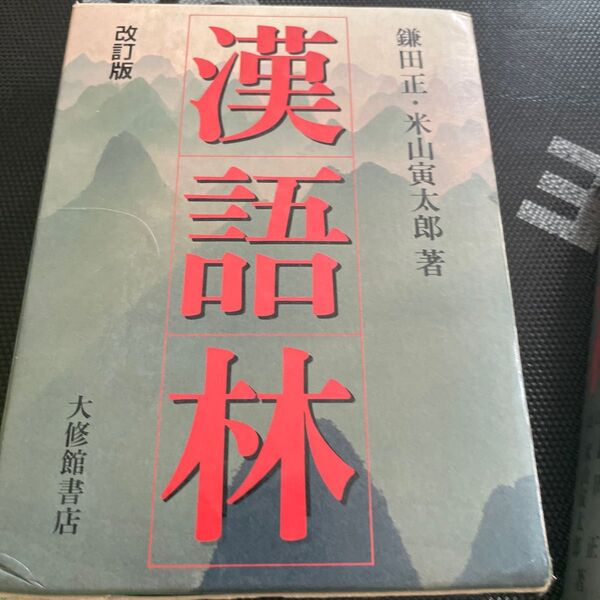 鎌田正・米山寅太郎 著
漢語林
改訂版
大修館書店